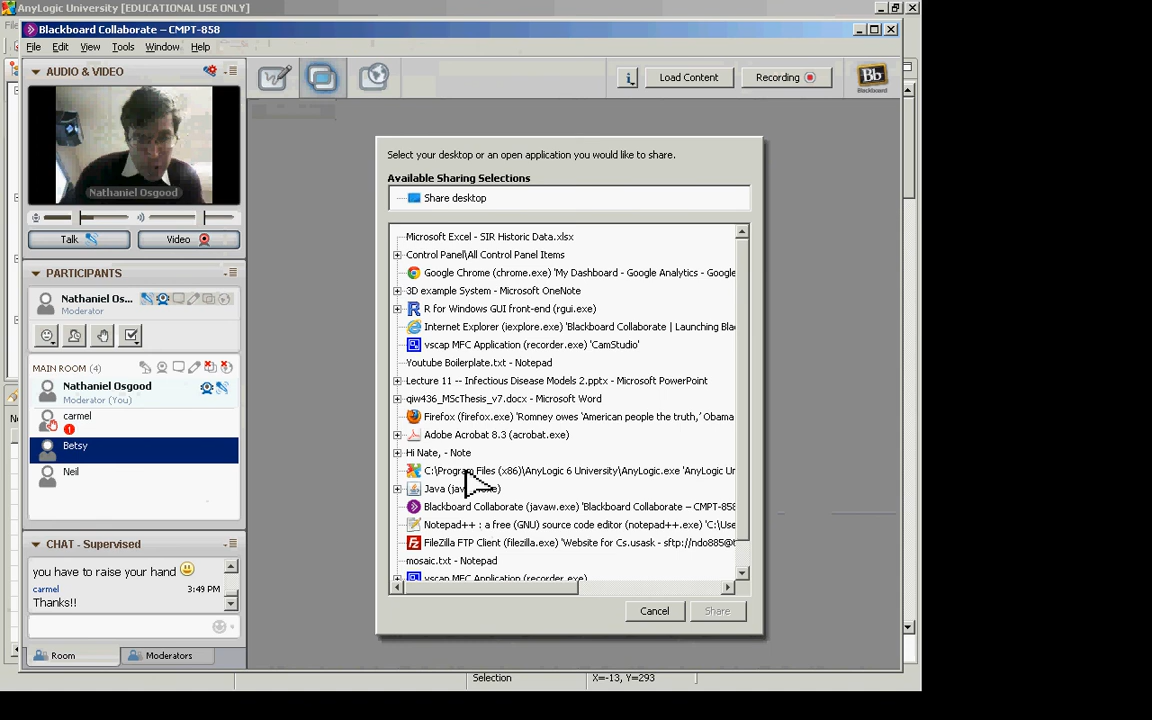 AnyLogic University [EDUCATIONAL USE ONLY]
Blackboard Collaborate – CMPT-858
File Edit View Tools Window Help
AUDIO & VIDEO
Load Content
Recording
Bb
Blackboard
Nathaniel Osgood
Talk
Video
PARTICIPANTS
Nathaniel Os...
Moderator
MAIN ROOM (4)
Nathaniel Osgood
Moderator (You)
carmel
Betsy
Neil
CHAT - Supervised
you have to raise your hand
carmel 3:49 PM
Thanks!!
Room
Moderators
Select your desktop or an open application you would like to share.
Available Sharing Selections
Share desktop
Microsoft Excel - SIR Historic Data.xlsx
Control Panel\All Control Panel Items
Google Chrome (chrome.exe) 'My Dashboard - Google Analytics - Google
3D example System - Microsoft OneNote
R for Windows GUI front-end (rgui.exe)
Internet Explorer (iexplore.exe) 'Blackboard Collaborate | Launching Bla
vscap MFC Application (recorder.exe) 'CamStudio'
Youtube Boilerplate.txt - Notepad
Lecture 11 -- Infectious Disease Models 2.pptx - Microsoft PowerPoint
qiw436_MScThesis_v7.docx - Microsoft Word
Firefox (firefox.exe) 'Romney owes 'American people the truth,' Obama
Adobe Acrobat 8.3 (acrobat.exe)
Hi Nate, - Note
C:\Program Files (x86)\AnyLogic 6 University\AnyLogic.exe 'AnyLogic Ur
Java
Blackboard Collaborate (javaw.exe) 'Blackboard Collaborate – CMPT-858
Notepad++ : a free (GNU) source code editor (notepad++.exe) 'C:\Use
FileZilla FTP Client (filezilla.exe) 'Website for Cs.usask - sftp://ndo885@
mosaic.txt - Notepad
vscap MFC Application (recorder.exe)
Cancel
Share
Selection
X=-13, Y=293